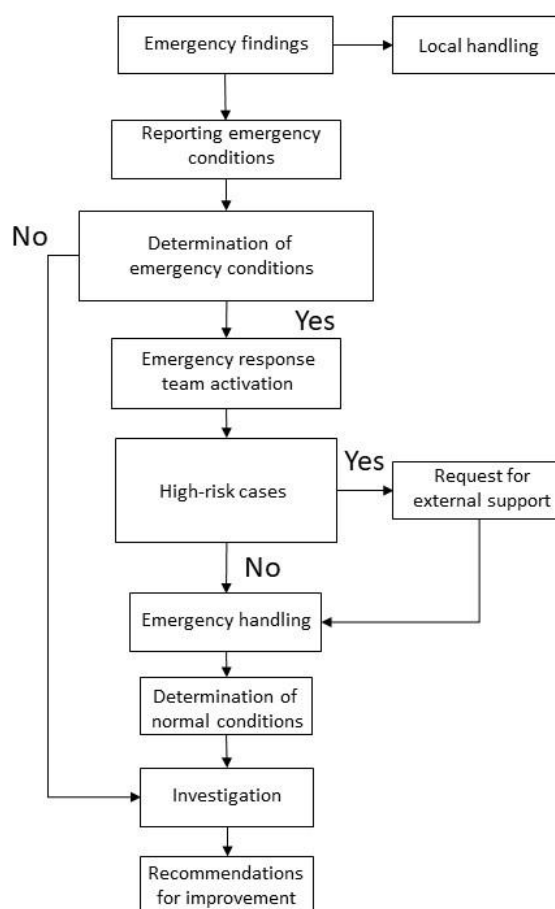 Emergency findings
Local handling
Reporting emergency
conditions
No
Determination of
emergency conditions
Yes
Emergency response
team activation
High-risk cases
Yes
Request for
external support
No
Emergency handling
Determination of
normal conditions
Investigation
Recommendations
for improvement